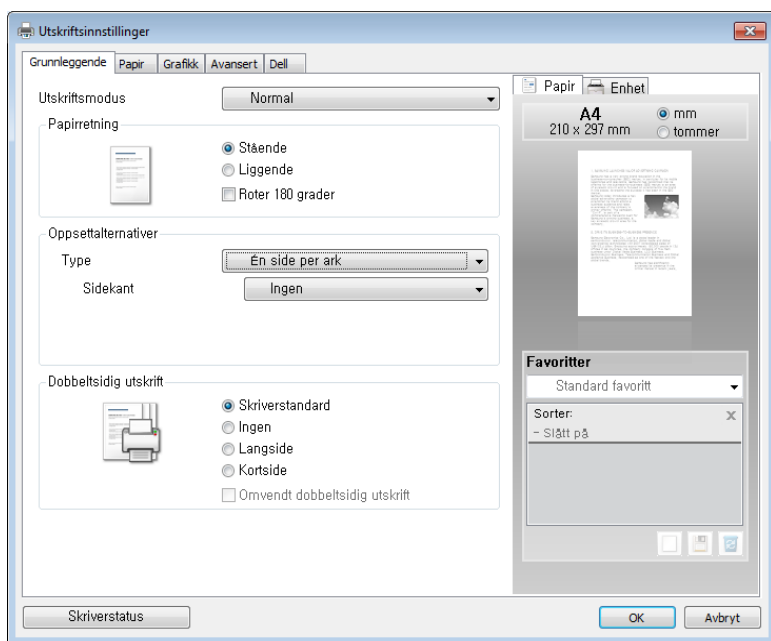 Utskriftsinnstillinger
Grunnleggende Papir Grafikk Avansert Dell
Utskriftsmodus Normal
Papirretning
Stående
Liggende
Roter 180 grader
Oppsettalternativer
Type Én side per ark
Sidekant Ingen
Dobbeltsidig utskrift
Skriverstandard
Ingen
Langside
Kortside
Omvendt dobbeltsidig utskrift
Papir Enhet
A4 mm
210 x 297 mm tommer
Favoritter
Standard favoritt
Sorter: x
- Slått på
Skriverstatus OK Avbryt